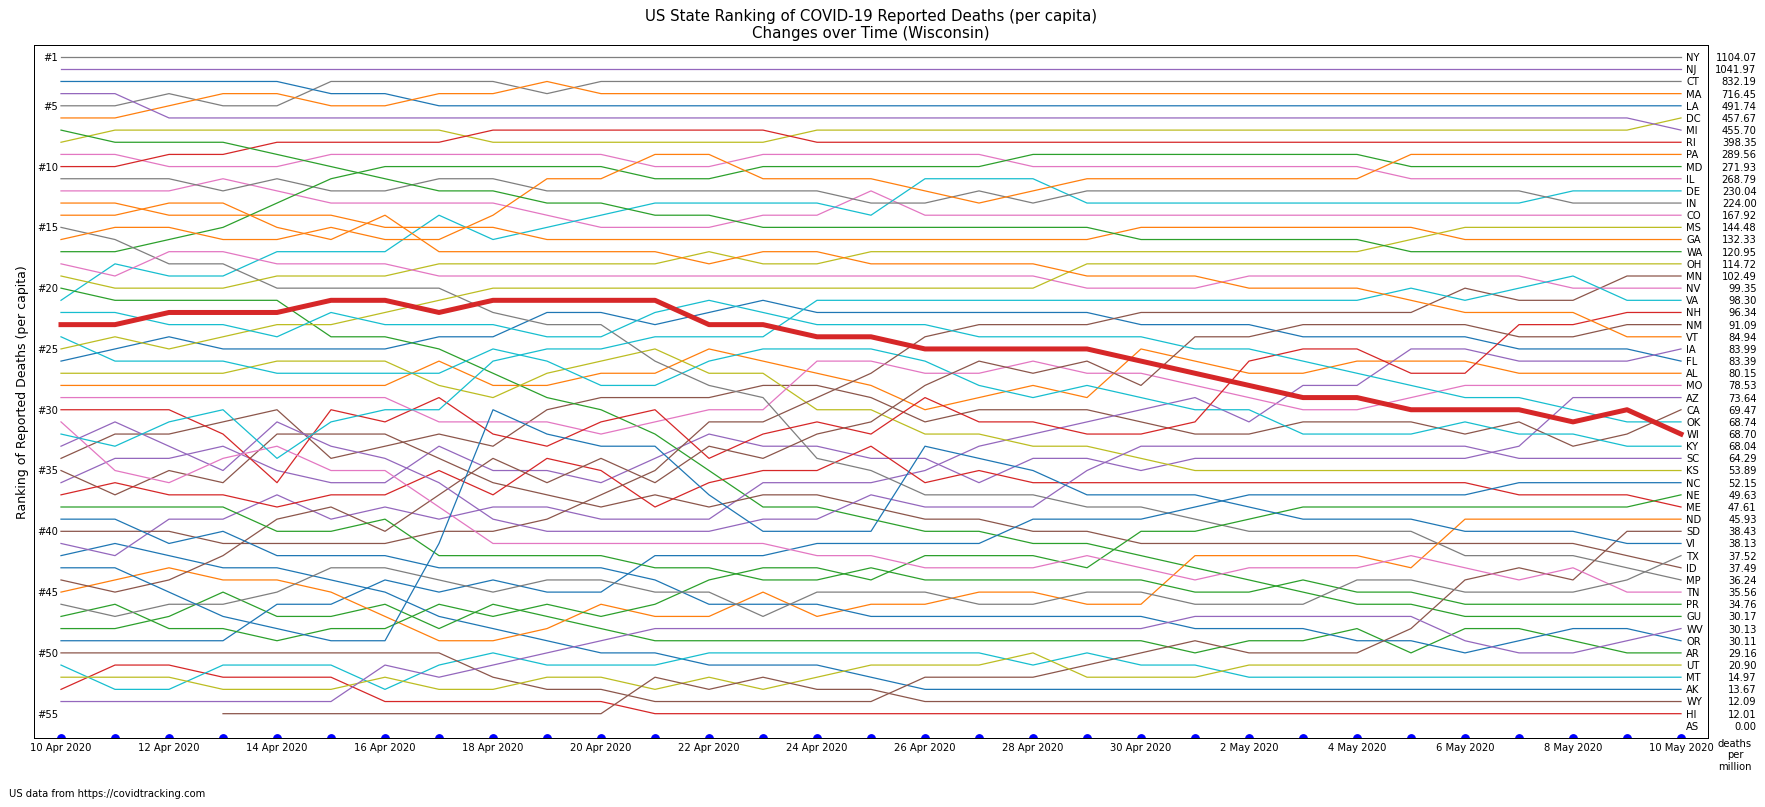 US State Ranking of COVID-19 Reported Deaths (per capita)
Changes over Time (Wisconsin)
Ranking of Reported Deaths (per capita)
#1
#5
#10
#15
#20
#25
#30
#35
#40
#45
#50
#55
NY 1104.07
NJ 1041.97
CT 832.19
MA 716.45
LA 491.74
DC 457.67
MI 455.70
RI 398.35
PA 289.56
MD 271.93
IL 268.79
DE 230.04
IN 224.00
CO 167.92
MS 144.48
GA 132.33
WA 120.95
OH 114.72
MN 102.49
NV 99.35
VA 98.30
NH 96.34
NM 91.09
VT 84.94
IA 83.99
FL 83.39
AL 80.15
MO 78.53
AZ 73.64
CA 69.47
OK 68.74
WI 68.70
KY 68.04
SC 64.29
KS 53.89
NC 52.15
NE 49.63
ME 47.61
ND 45.93
SD 38.43
VI 38.13
TX 37.52
ID 37.49
MP 36.24
TN 35.56
PR 34.76
GU 30.17
WV 30.13
OR 30.11
AR 29.16
UT 20.90
MT 14.97
AK 13.67
WY 12.09
HI 12.01
AS 0.00
10 Apr 2020 12 Apr 2020 14 Apr 2020 16 Apr 2020 18 Apr 2020 20 Apr 2020 22 Apr 2020 24 Apr 2020 26 Apr 2020 28 Apr 2020 30 Apr 2020 2 May 2020 4 May 2020 6 May 2020 8 May 2020 10 May 2020
deaths
per
million
US data from https://covidtracking.com